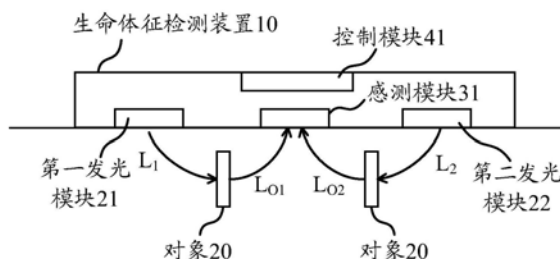 生命体征检测装置10
控制模块41
感测模块31
第一发光
模块21
L₁
L_O1
L_O2
L₂
第二发光
模块22
对象20
对象20